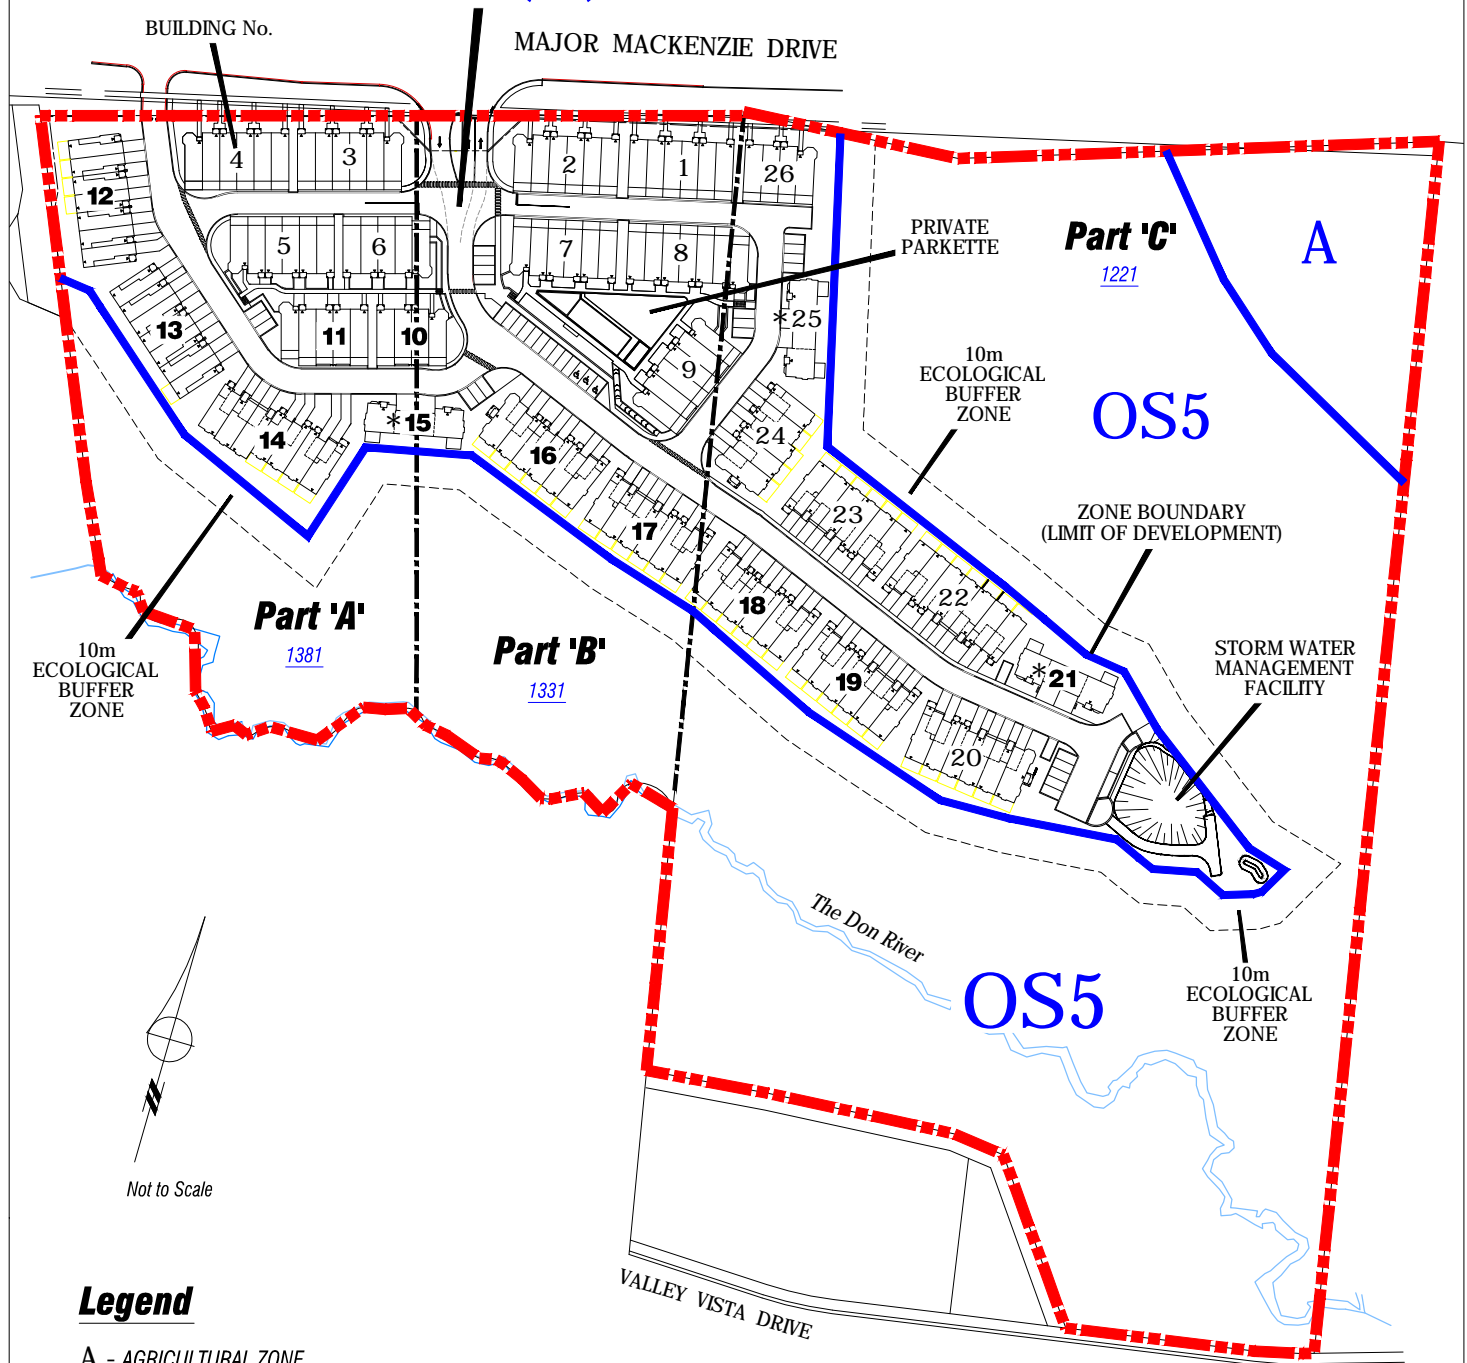 BUILDING No.
MAJOR MACKENZIE DRIVE
4
3
2
1
26
12
5
6
7
8
PRIVATE
PARKETTE
Part 'C'
1221
A
13
11
10
9
*25
10m
ECOLOGICAL
BUFFER
ZONE
OS5
14
*15
16
24
17
23
ZONE BOUNDARY
(LIMIT OF DEVELOPMENT)
Part 'A'
1381
Part 'B'
1331
18
22
10m
ECOLOGICAL
BUFFER
ZONE
19
*21
STORM WATER
MANAGEMENT
FACILITY
20
The Don River
OS5
10m
ECOLOGICAL
BUFFER
ZONE
Not to Scale
VALLEY VISTA DRIVE
Legend
A - AGRICULTURAL ZONE